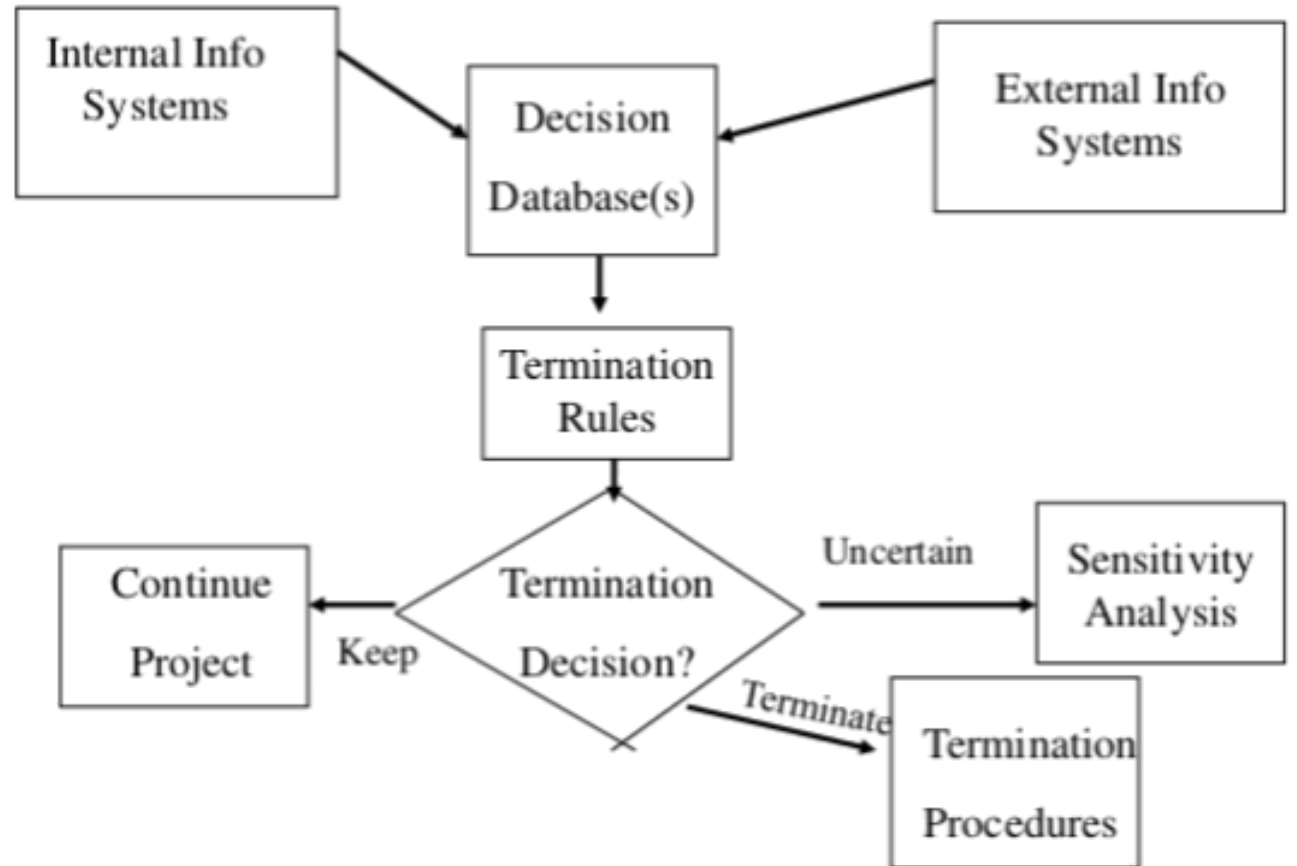 Internal Info
Systems
Decision
Database(s)
External Info
Systems
Termination
Rules
Continue
Project
Keep
Termination
Decision?
Uncertain
Sensitivity
Analysis
Terminate
Termination
Procedures